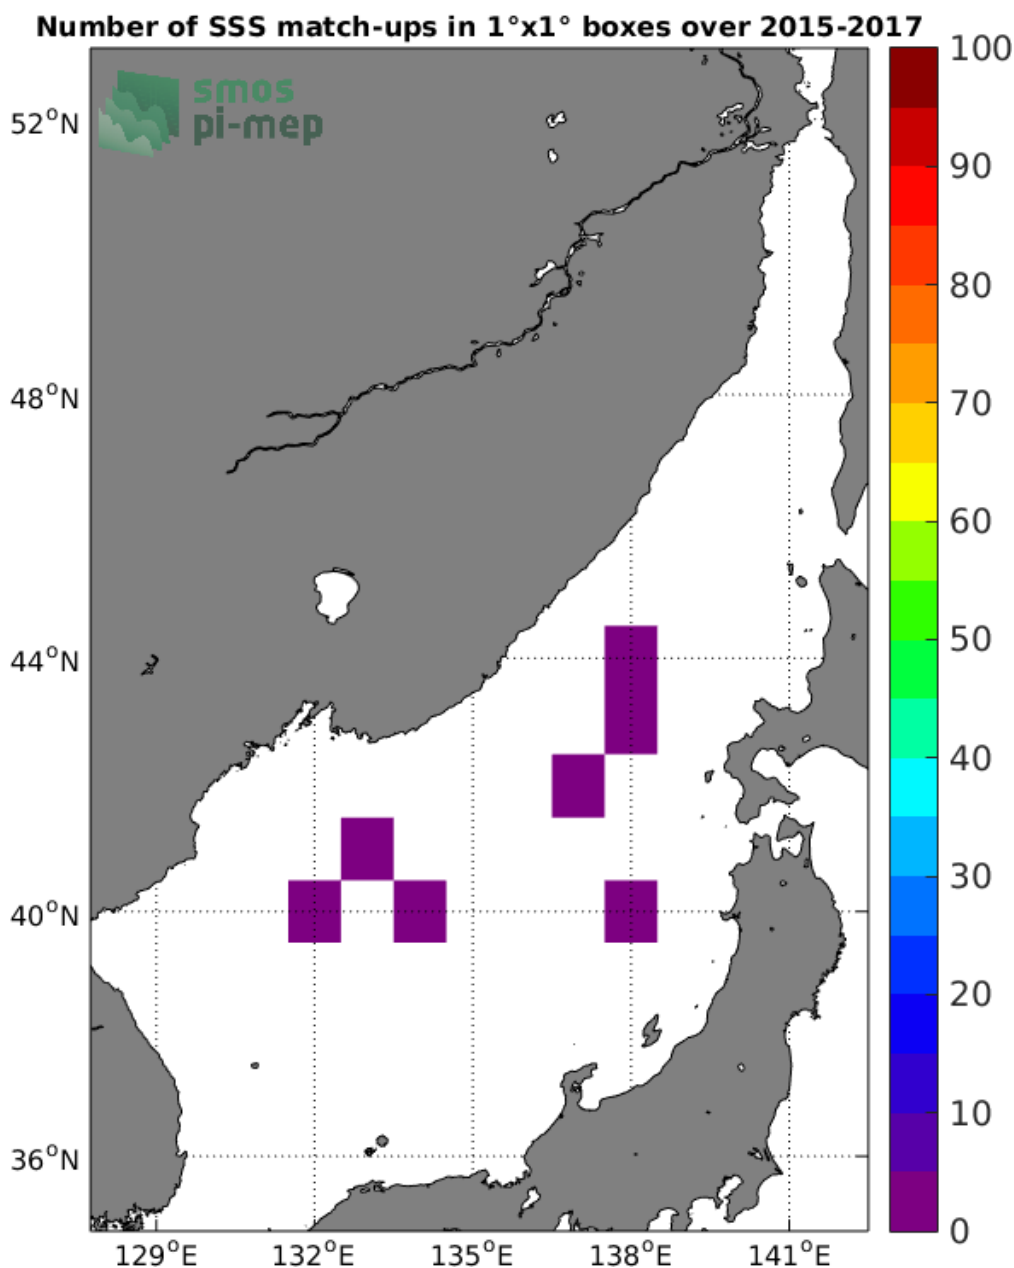 Number of SSS match-ups in 1°x1° boxes over 2015-2017
smos
pi-mep
52°N
48°N
44°N
40°N
36°N
129°E 132°E 135°E 138°E 141°E
100
90
80
70
60
50
40
30
20
10
0